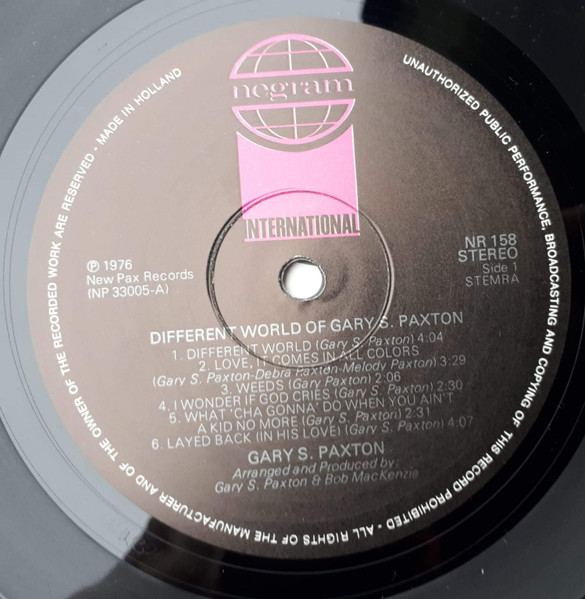 negram
INTERNATIONAL
℗ 1976
New Pax Records
(NP 33005-A)
NR 158
STEREO
Side 1
STEMRA
DIFFERENT WORLD OF GARY S. PAXTON
1. DIFFERENT WORLD (Gary S. Paxton) 4:04
2. LOVE, IT COMES IN ALL COLORS
(Gary S. Paxton-Debra Paxton-Melody Paxton) 3:29
3. WEEDS (Gary Paxton) 2:06
4. I WONDER IF GOD CRIES (Gary S. Paxton) 2:30
5. WHAT 'CHA GONNA' DO WHEN YOU AIN'T
A KID NO MORE (Gary S. Paxton) 2:31
6. LAYED BACK (IN HIS LOVE) (Gary S. Paxton) 4:07
GARY S. PAXTON
Arranged and Produced by:
Gary S. Paxton & Bob MacKenzie
ALL RIGHTS OF THE MANUFACTURER AND OF THE OWNER OF THE RECORDED WORK ARE RESERVED • MADE IN HOLLAND
UNAUTHORIZED PUBLIC PERFORMANCE, BROADCASTING AND COPYING OF THIS RECORD PROHIBITED •